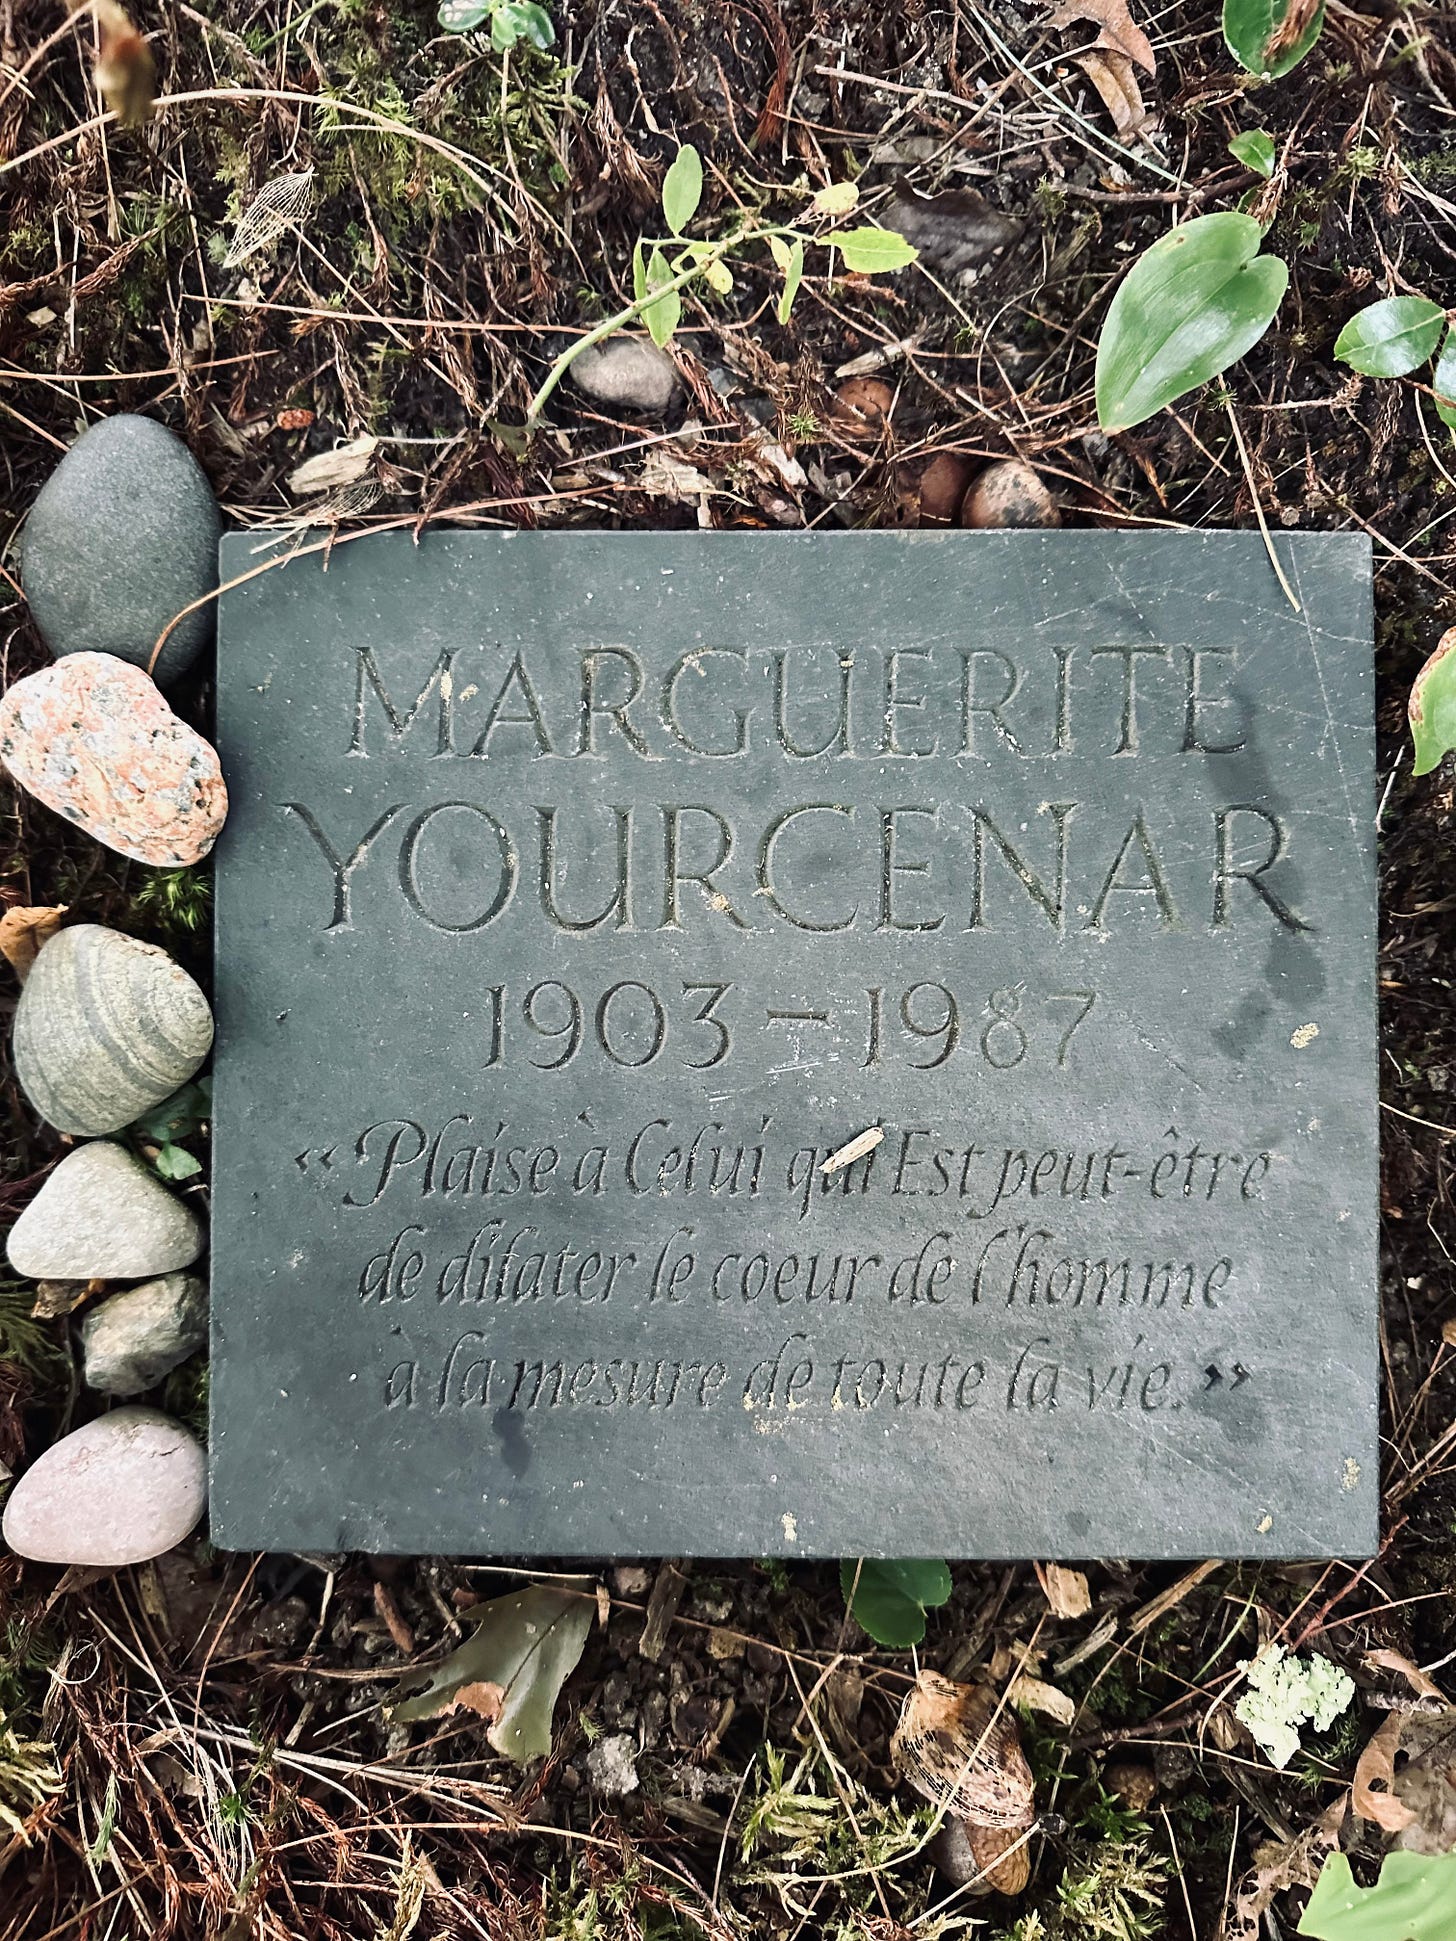 MARGUERITE
YOURCENAR
1903 – 1987
« Plaise à Celui qui Est peut-être
de dilater le coeur de l'homme
à la mesure de toute la vie. »